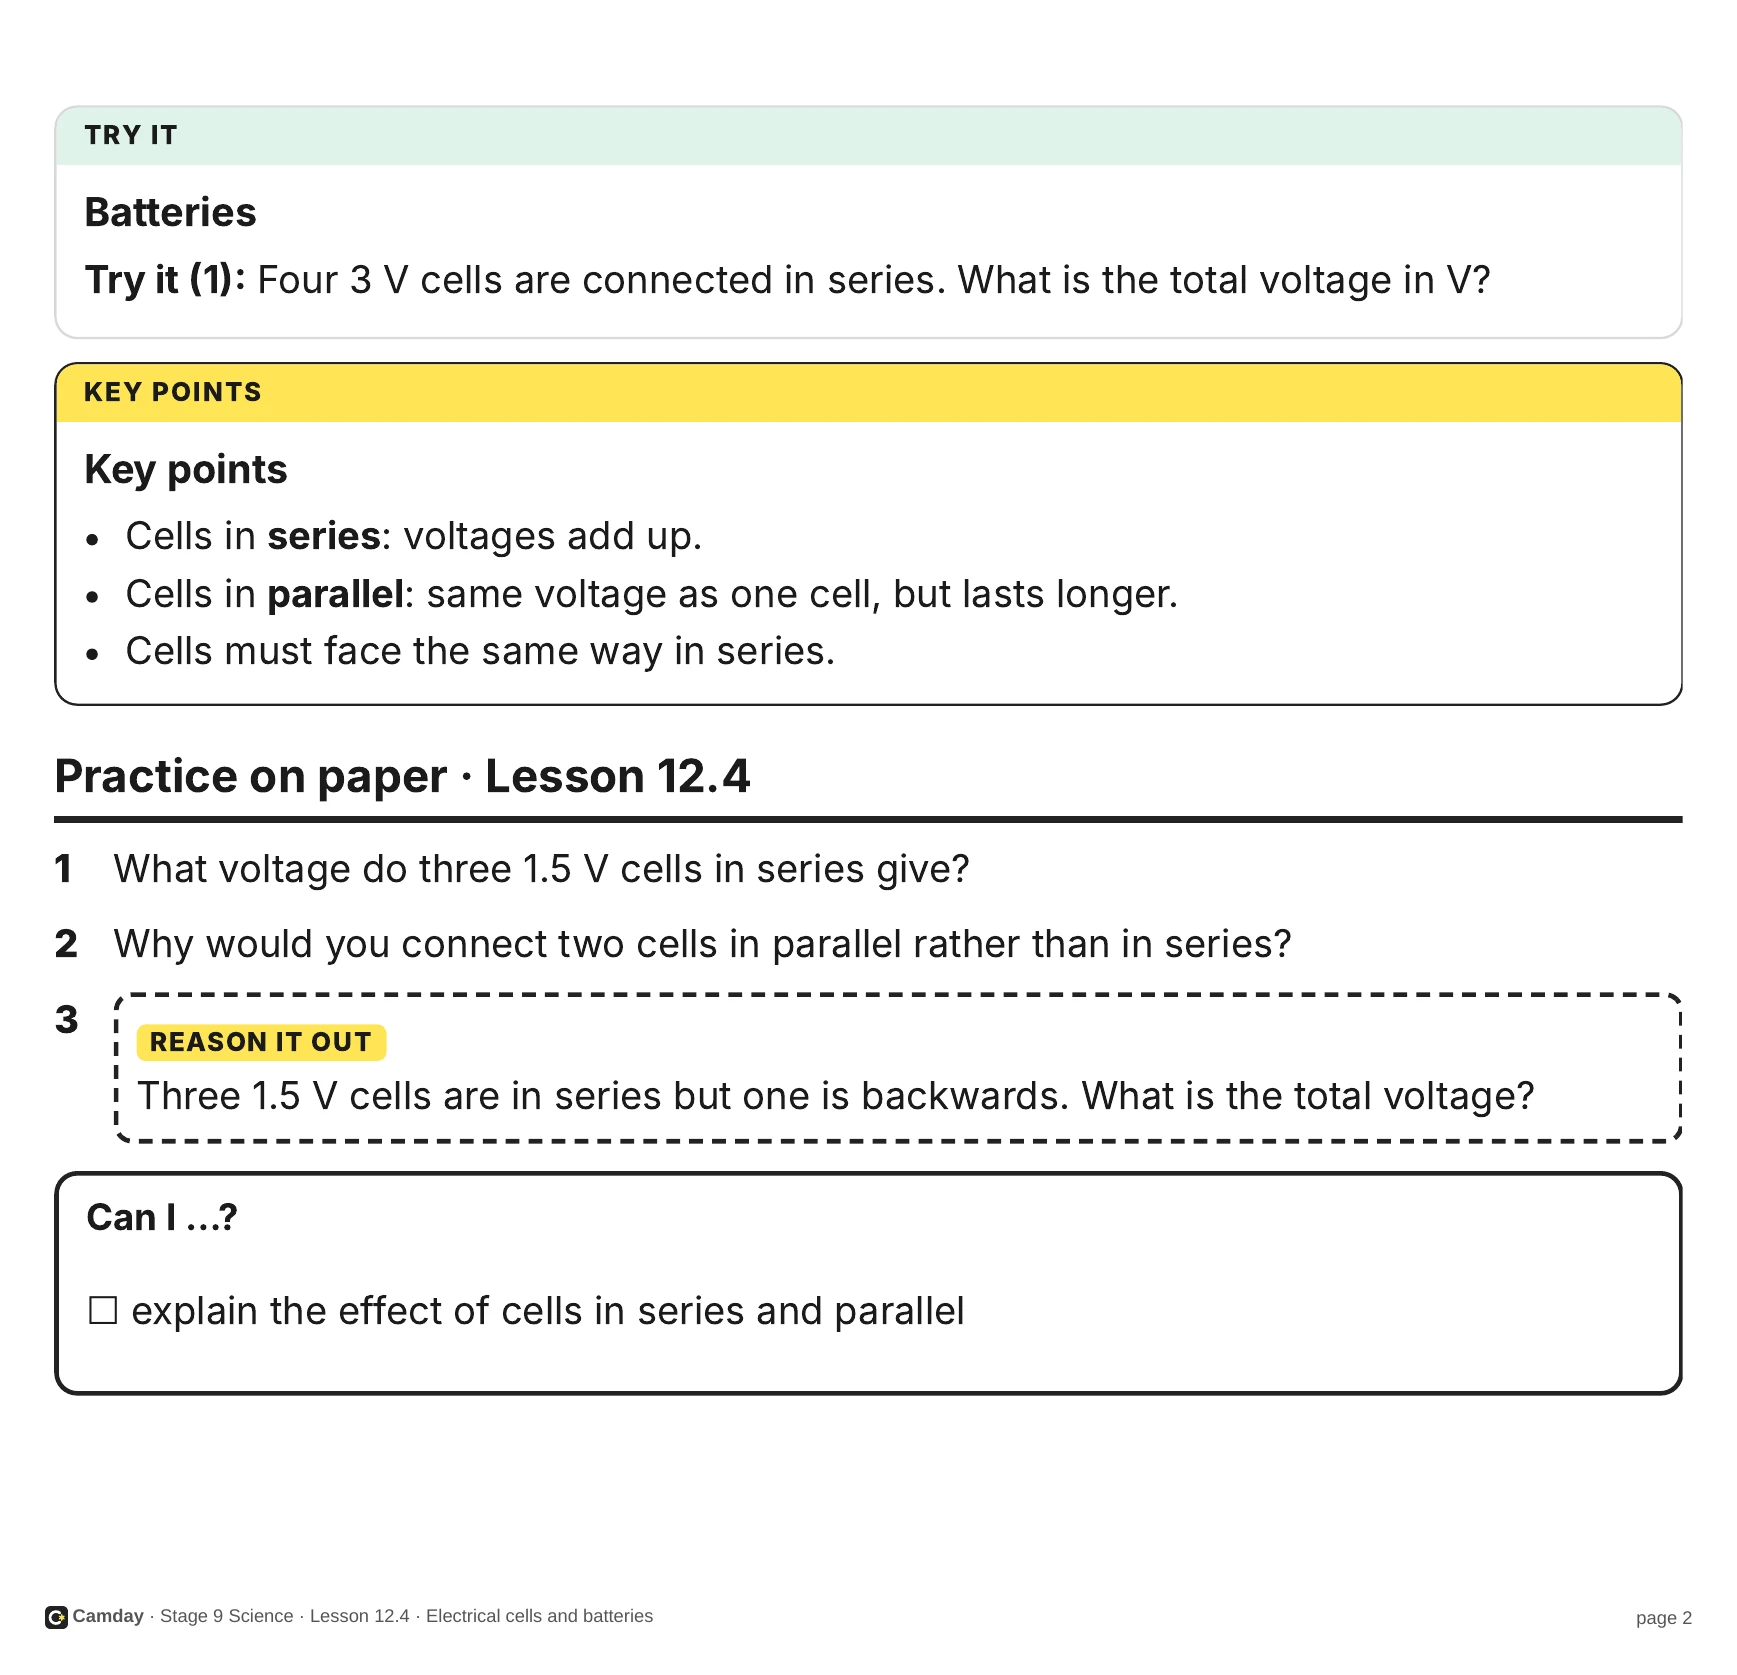 TRY IT
Batteries
Try it (1): Four 3 V cells are connected in series. What is the total voltage in V?
KEY POINTS
Key points
• Cells in series: voltages add up.
• Cells in parallel: same voltage as one cell, but lasts longer.
• Cells must face the same way in series.
Practice on paper · Lesson 12.4
1 What voltage do three 1.5 V cells in series give?
2 Why would you connect two cells in parallel rather than in series?
3 REASON IT OUT
Three 1.5 V cells are in series but one is backwards. What is the total voltage?
Can I ...?
☐ explain the effect of cells in series and parallel
Camday · Stage 9 Science · Lesson 12.4 · Electrical cells and batteries
page 2